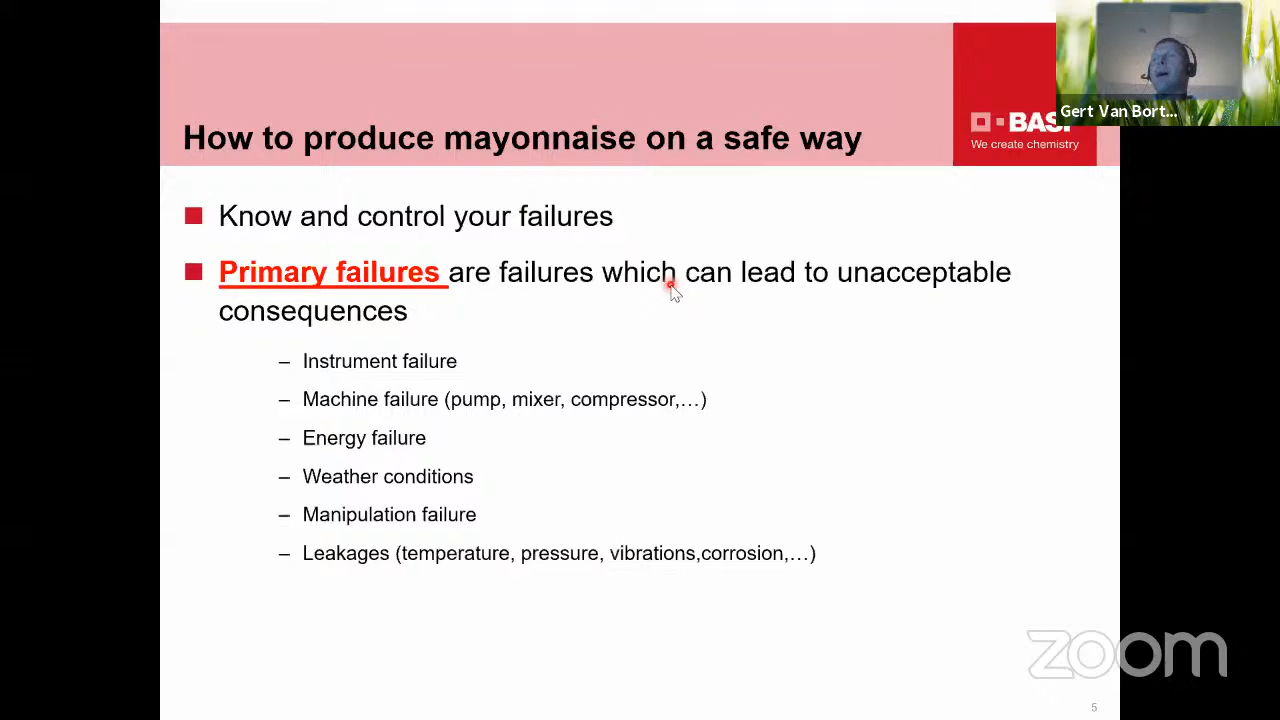 Gert Van Bort...
How to produce mayonnaise on a safe way
BASF
We create chemistry
Know and control your failures
Primary failures are failures which can lead to unacceptable
consequences
– Instrument failure
– Machine failure (pump, mixer, compressor,…)
– Energy failure
– Weather conditions
– Manipulation failure
– Leakages (temperature, pressure, vibrations,corrosion,…)
zoom
5